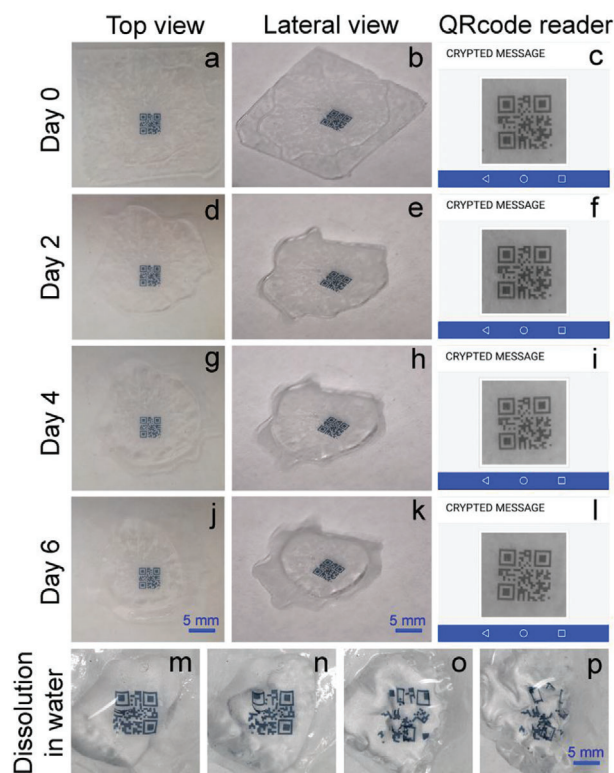 Top view Lateral view QRcode reader
Day 0
a
b
CRYPTED MESSAGE c
Day 2
d
e
CRYPTED MESSAGE f
Day 4
g
h
CRYPTED MESSAGE i
Day 6
j
5 mm
k
5 mm
CRYPTED MESSAGE l
Dissolution
in water
m
n
o
p
5 mm